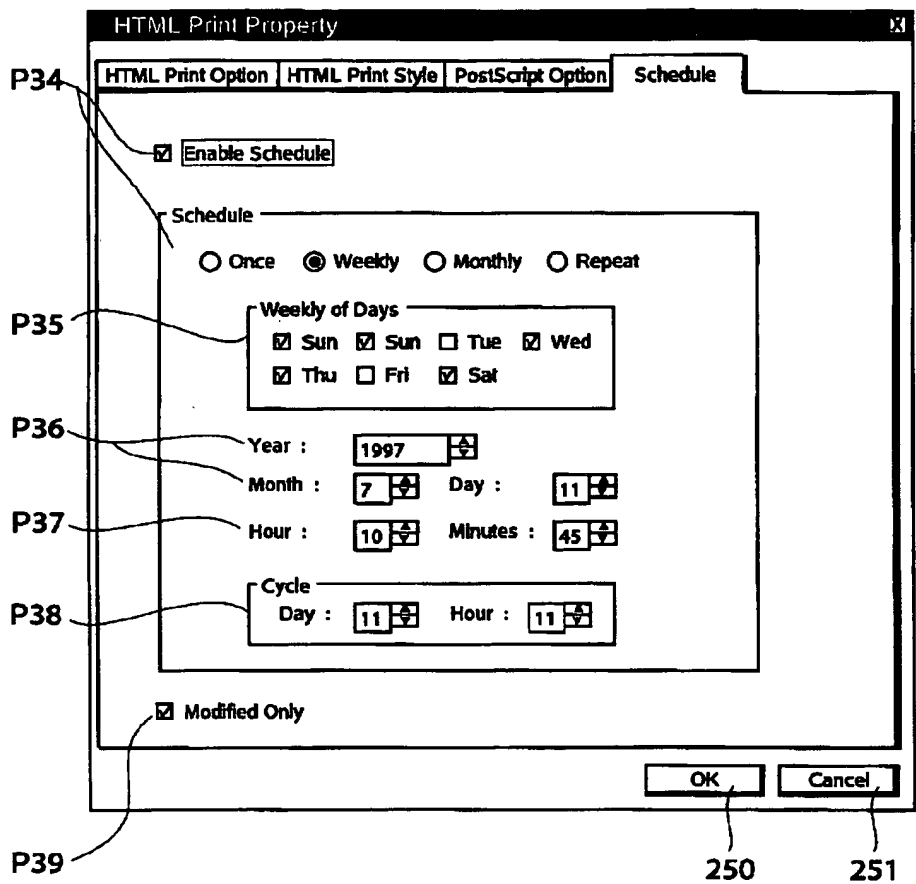 HTML Print Property
HTML Print Option HTML Print Style PostScript Option Schedule
P34
Enable Schedule
Schedule
Once Weekly Monthly Repeat
P35
Weekly of Days
Sun Sun Tue Wed
Thu Fri Sat
P36
Year : 1997
Month : 7 Day : 11
P37
Hour : 10 Minutes : 45
Cycle
P38
Day : 11 Hour : 11
Modified Only
OK Cancel
P39
250 251